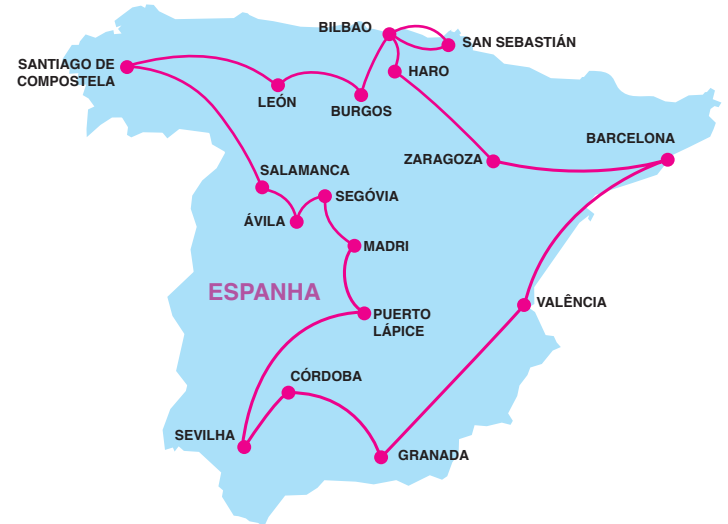 BILBAO
SAN SEBASTIÁN
SANTIAGO DE
COMPOSTELA
HARO
LEÓN
BURGOS
BARCELONA
ZARAGOZA
SALAMANCA
SEGÓVIA
ÁVILA
MADRI
ESPANHA
VALÊNCIA
PUERTO
LÁPICE
CÓRDOBA
SEVILHA
GRANADA